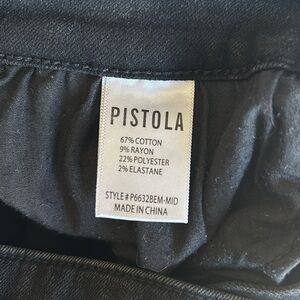 PISTOLA
67% COTTON
9% RAYON
22% POLYESTER
2% ELASTANE
STYLE# P6632BEM-MID
MADE IN CHINA